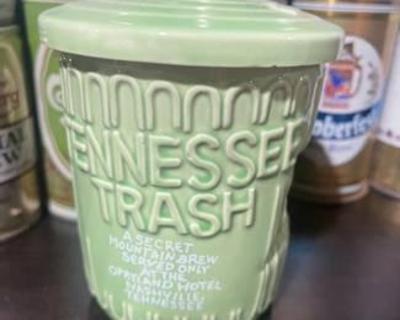 TENNESSEE
TRASH
A SECRET
MOUNTAIN BREW
SERVED ONLY
AT THE
OPRYLAND HOTEL
NASHVILLE,
TENNESSEE